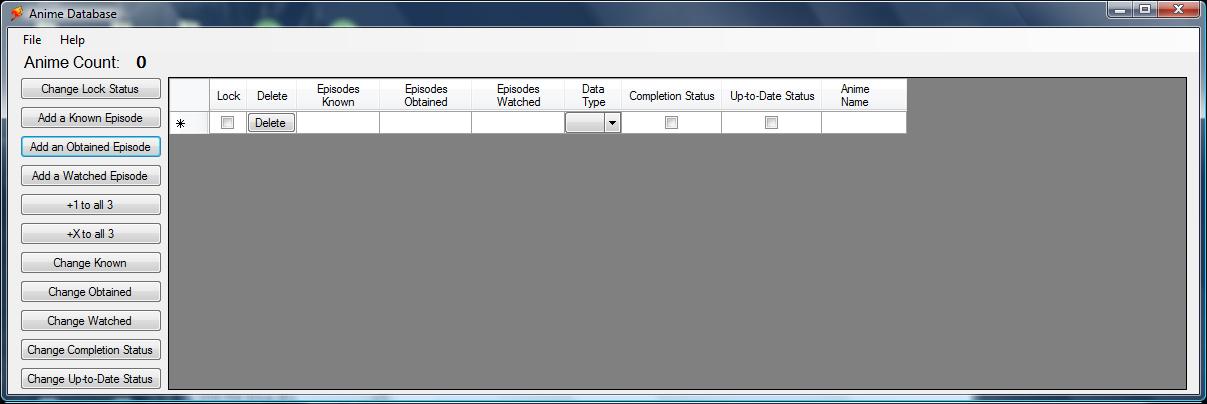 Anime Database
File Help
Anime Count: 0
Change Lock Status
Add a Known Episode
Add an Obtained Episode
Add a Watched Episode
+1 to all 3
+X to all 3
Change Known
Change Obtained
Change Watched
Change Completion Status
Change Up-to-Date Status
Lock Delete Episodes Known Episodes Obtained Episodes Watched Data Type Completion Status Up-to-Date Status Anime Name
Delete